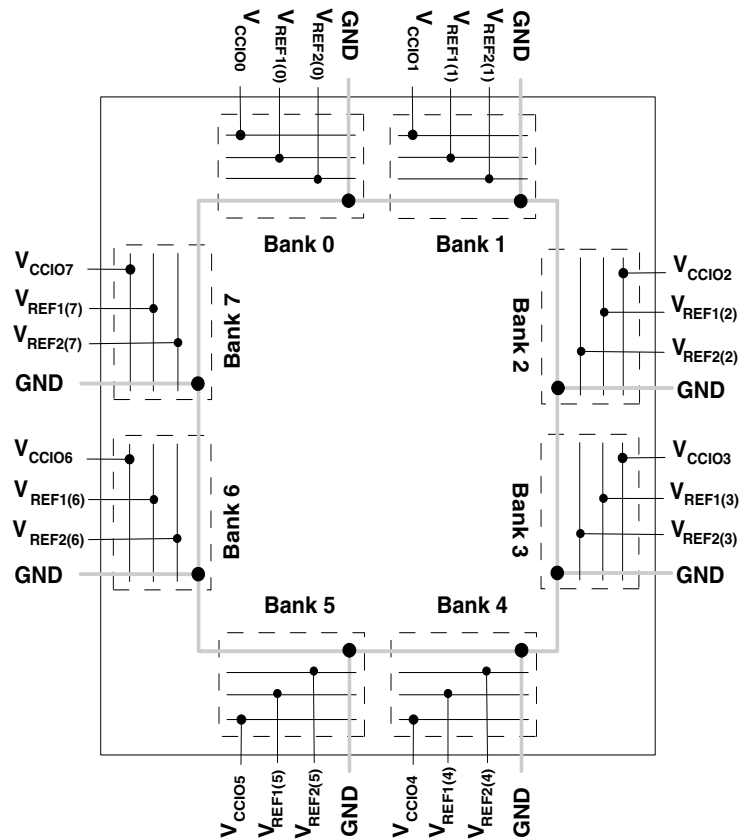 VCCIO0
VREF1(0)
VREF2(0)
GND
VCCIO1
VREF1(1)
VREF2(1)
GND
Bank 0
Bank 1
VCCIO7
VREF1(7)
VREF2(7)
GND
Bank 7
Bank 2
VCCIO2
VREF1(2)
VREF2(2)
GND
VCCIO6
VREF1(6)
VREF2(6)
GND
Bank 6
Bank 3
VCCIO3
VREF1(3)
VREF2(3)
GND
Bank 5
Bank 4
VCCIO5
VREF1(5)
VREF2(5)
GND
VCCIO4
VREF1(4)
VREF2(4)
GND